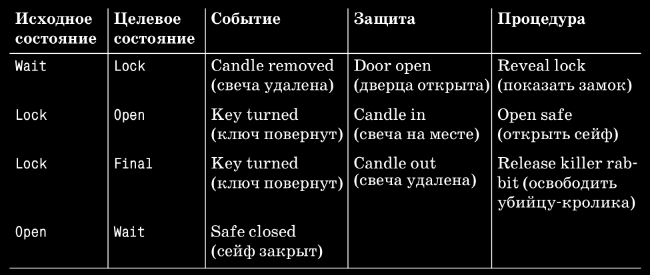 Исходное состояние Целевое состояние Событие Защита Процедура
Wait Lock Candle removed Door open Reveal lock
(свеча удалена) (дверца открыта) (показать замок)
Lock Open Key turned Candle in Open safe
(ключ повернут) (свеча на месте) (открыть сейф)
Lock Final Key turned Candle out Release killer rab-
(ключ повернут) (свеча удалена) bit (освободить
убийцу-кролика)
Open Wait Safe closed
(сейф закрыт)